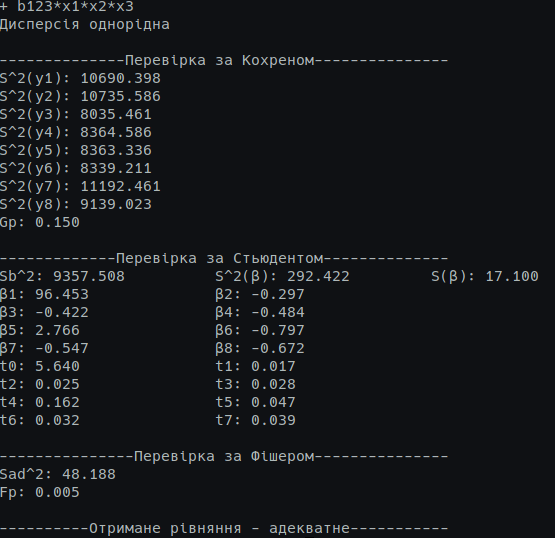 + b123*x1*x2*x3
Дисперсія однорідна
--------------Перевірка за Кохреном---------------
S^2(y1): 10690.398
S^2(y2): 10735.586
S^2(y3): 8035.461
S^2(y4): 8364.586
S^2(y5): 8363.336
S^2(y6): 8339.211
S^2(y7): 11192.461
S^2(y8): 9139.023
Gp: 0.150
-------------Перевірка за Стьюдентом--------------
Sb^2: 9357.508 S^2(β): 292.422 S(β): 17.100
β1: 96.453 β2: -0.297
β3: -0.422 β4: -0.484
β5: 2.766 β6: -0.797
β7: -0.547 β8: -0.672
t0: 5.640 t1: 0.017
t2: 0.025 t3: 0.028
t4: 0.162 t5: 0.047
t6: 0.032 t7: 0.039
---------------Перевірка за Фішером---------------
Sad^2: 48.188
Fp: 0.005
----------Отримане рівняння - адекватне-----------